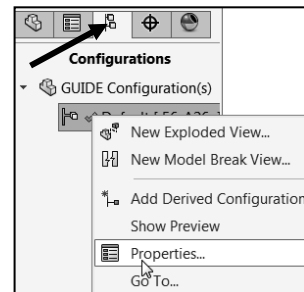 Configurations
GUIDE Configuration(s)
New Exploded View...
New Model Break View...
Add Derived Configuration
Show Preview
Properties...
Go To...